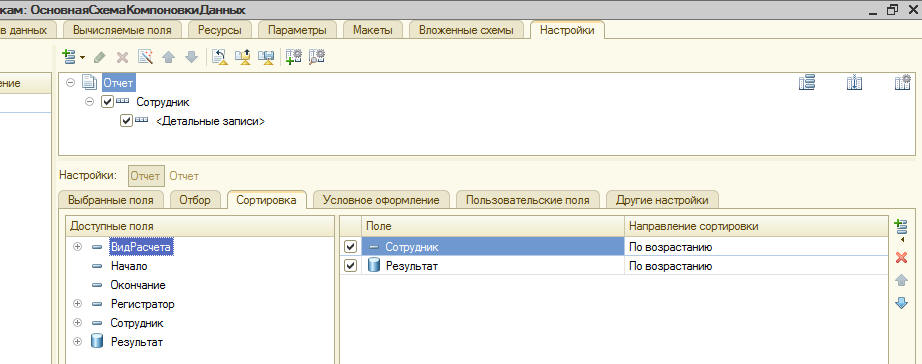 кам: ОсновнаяСхемаКомпоновкиДанных
в данных Вычисляемые поля Ресурсы Параметры Макеты Вложенные схемы Настройки
ение
Отчет
Сотрудник
<Детальные записи>
Настройки: Отчет Отчет
Выбранные поля Отбор Сортировка Условное оформление Пользовательские поля Другие настройки
Доступные поля
ВидРасчета
Начало
Окончание
Регистратор
Сотрудник
Результат
Поле Направление сортировки
Сотрудник По возрастанию
Результат По возрастанию